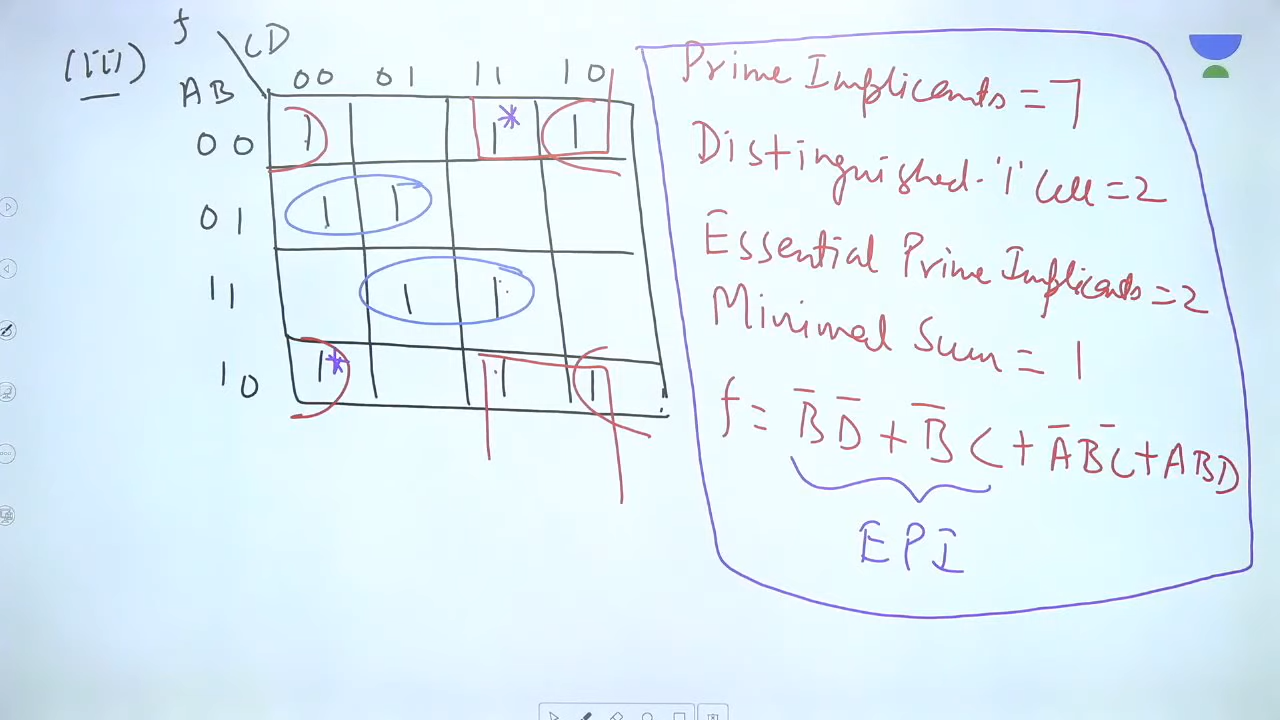 (iii) f CD
AB 00 01 11 10
00 1 1* 1
01 1 1
11 1 1
10 1* 1 1
Prime Implicants = 7
Distinguished '1' Cell = 2
Essential Prime Implicants = 2
Minimal Sum = 1
f = B̅D̅ + B̅C + A̅BC̅ + ABD
EPI